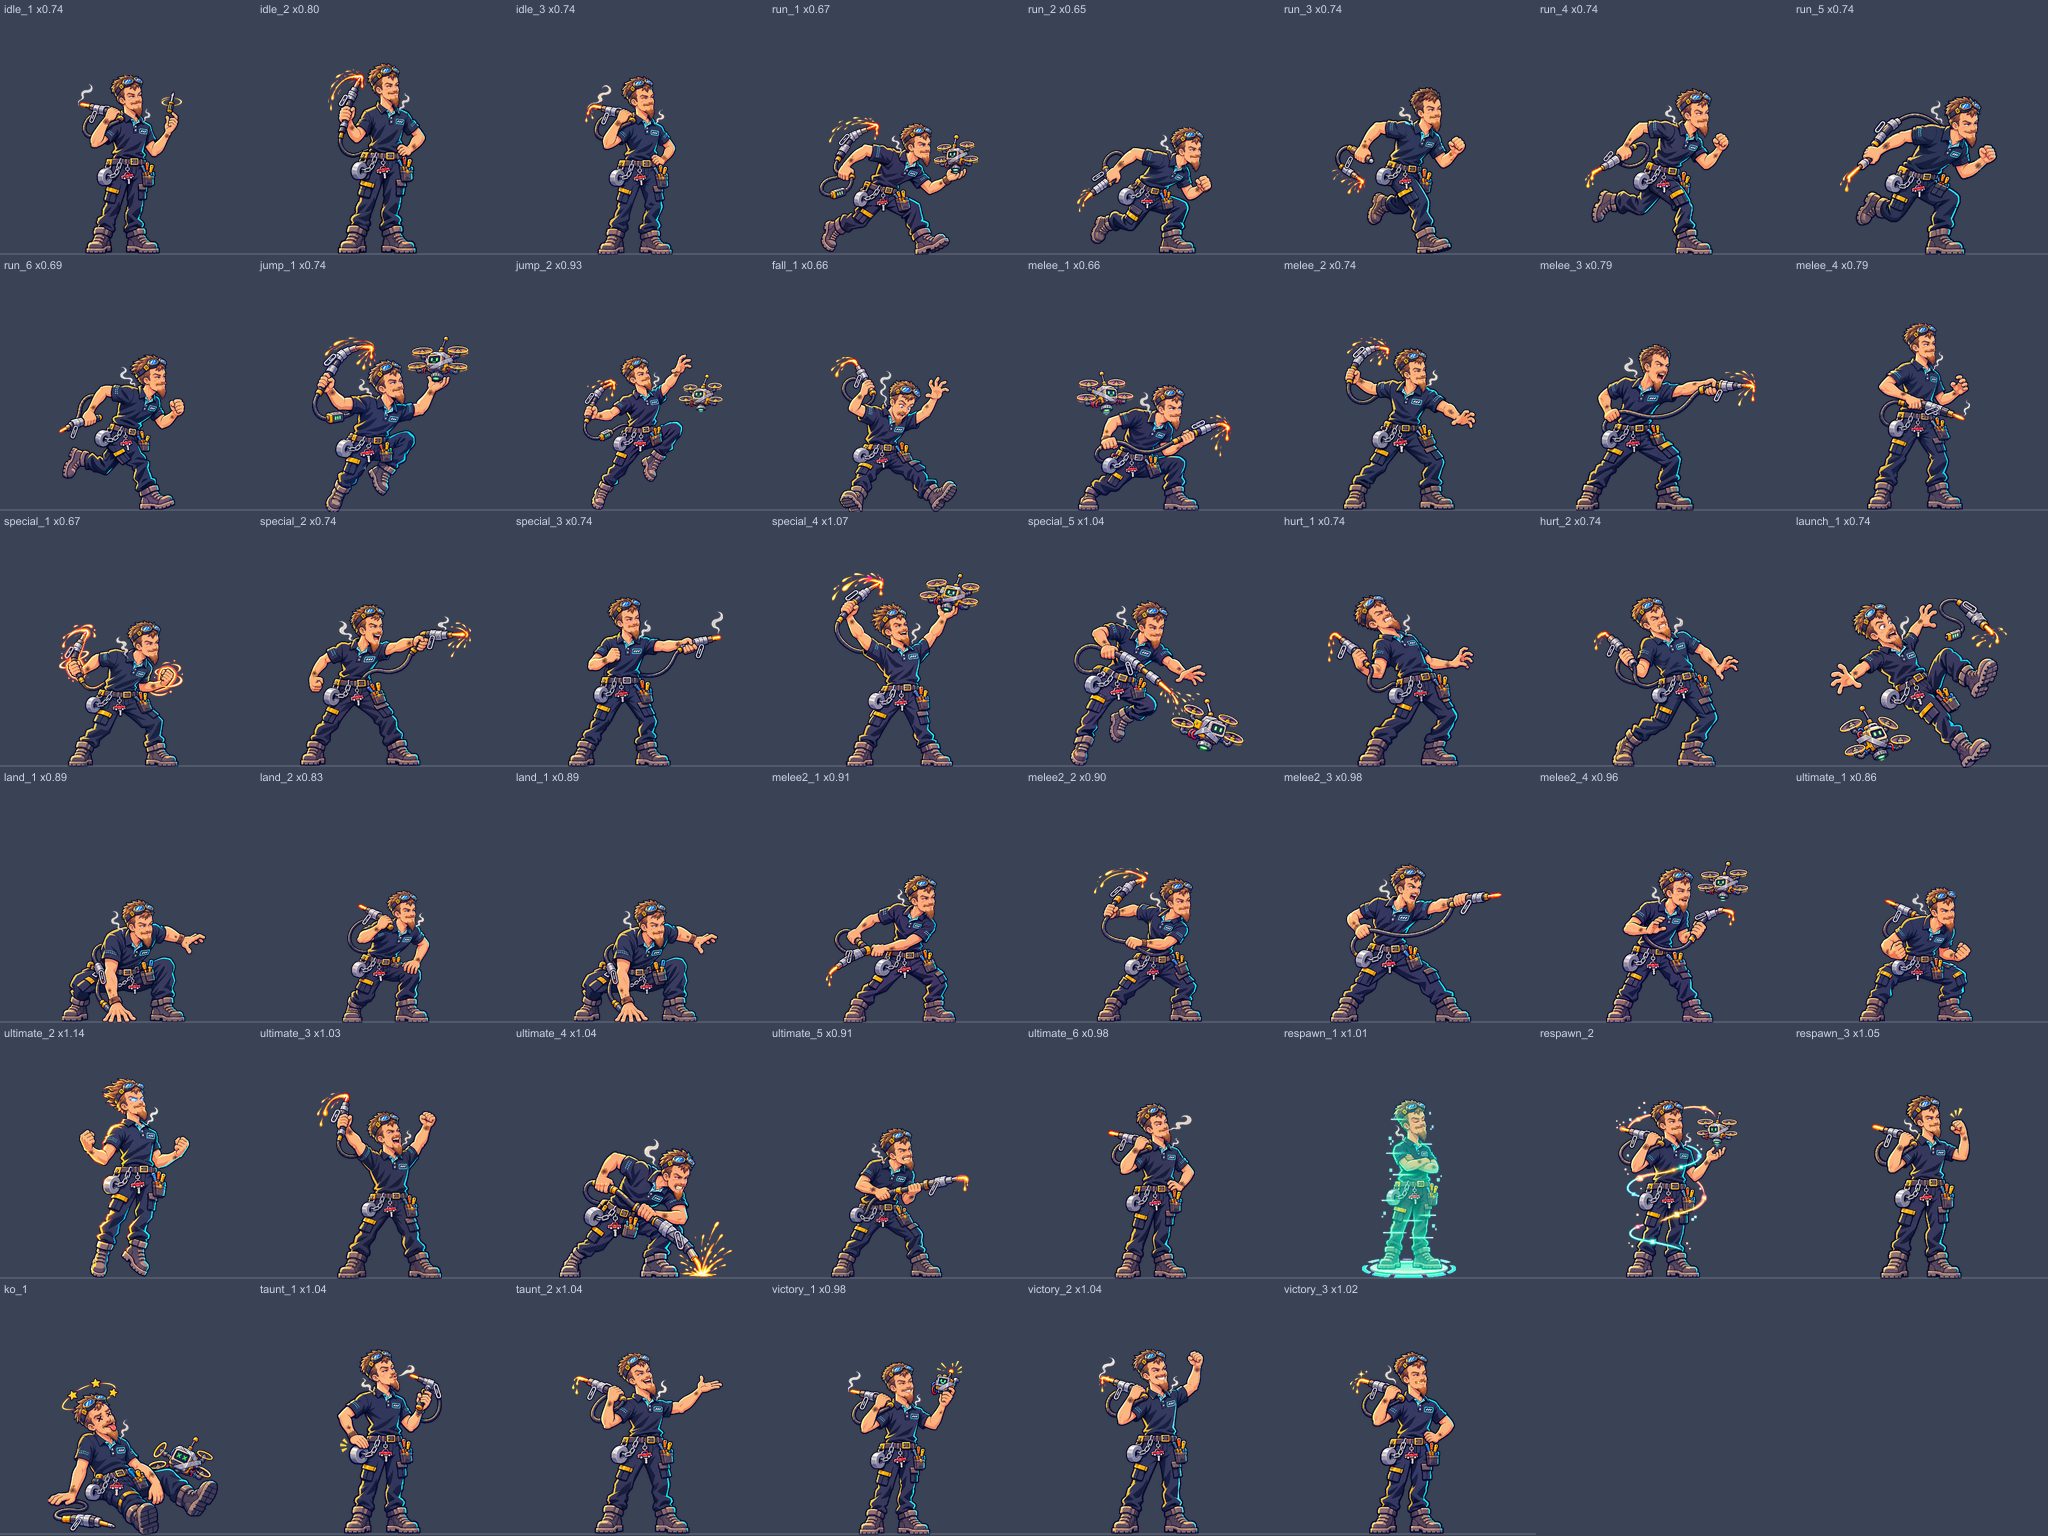 idle_1 x0.74
idle_2 x0.80
idle_3 x0.74
run_1 x0.67
run_2 x0.65
run_3 x0.74
run_4 x0.74
run_5 x0.74
run_6 x0.69
jump_1 x0.74
jump_2 x0.93
fall_1 x0.66
melee_1 x0.66
melee_2 x0.74
melee_3 x0.79
melee_4 x0.79
special_1 x0.67
special_2 x0.74
special_3 x0.74
special_4 x1.07
special_5 x1.04
hurt_1 x0.74
hurt_2 x0.74
launch_1 x0.74
land_1 x0.89
land_2 x0.83
land_1 x0.89
melee2_1 x0.91
melee2_2 x0.90
melee2_3 x0.98
melee2_4 x0.96
ultimate_1 x0.86
ultimate_2 x1.14
ultimate_3 x1.03
ultimate_4 x1.04
ultimate_5 x0.91
ultimate_6 x0.98
respawn_1 x1.01
respawn_2
respawn_3 x1.05
ko_1
taunt_1 x1.04
taunt_2 x1.04
victory_1 x0.98
victory_2 x1.04
victory_3 x1.02